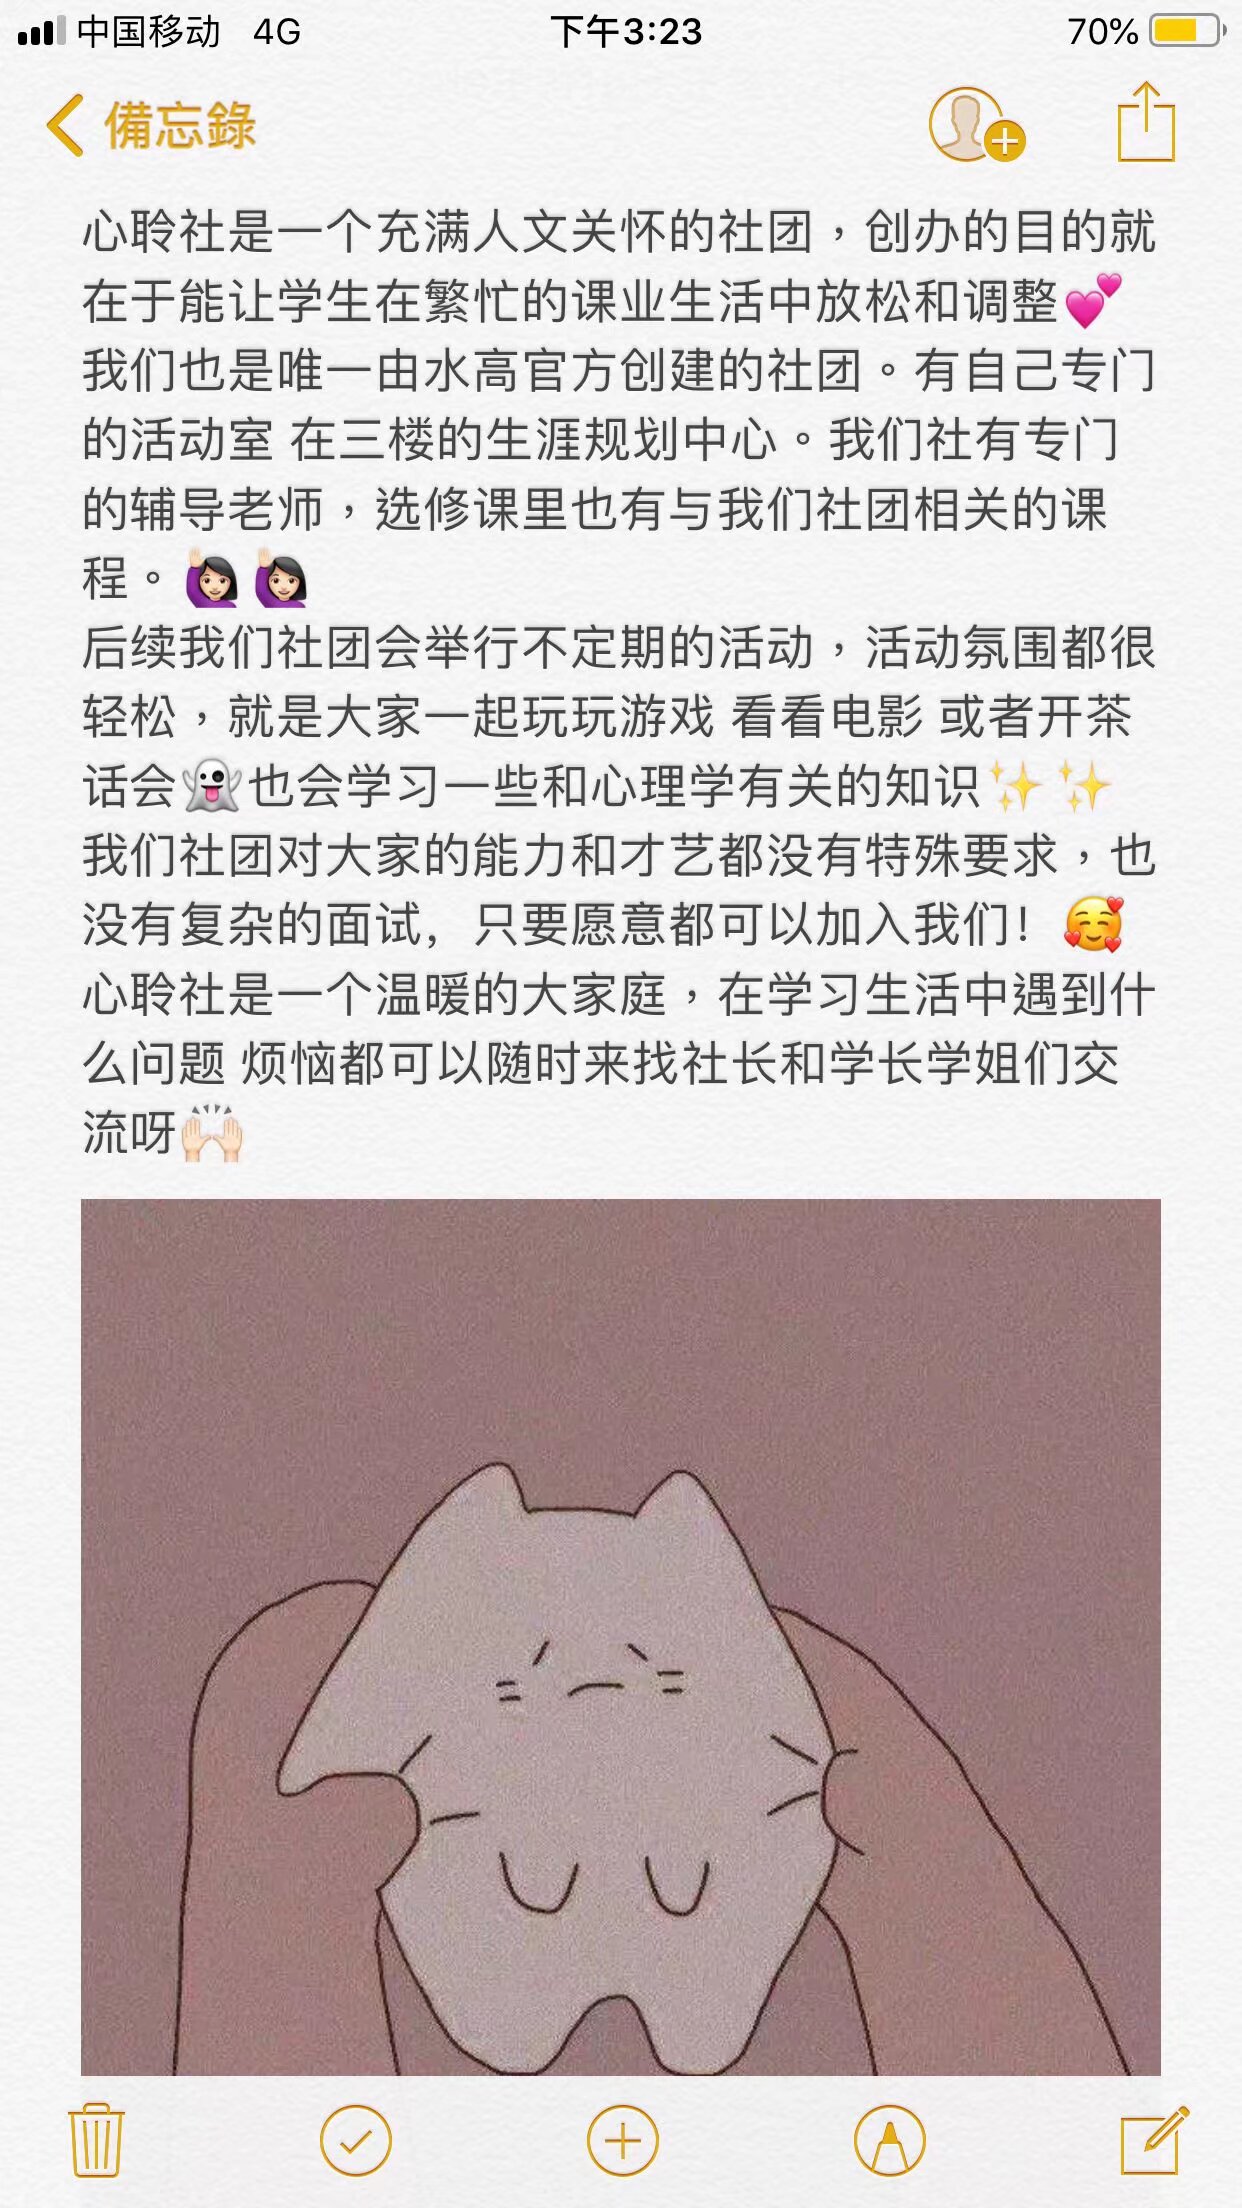 中国移动 4G 下午3:23 70%
備忘錄
心聆社是一个充满人文关怀的社团，创办的目的就
在于能让学生在繁忙的课业生活中放松和调整💕
我们也是唯一由水高官方创建的社团。有自己专门
的活动室 在三楼的生涯规划中心。我们社有专门
的辅导老师，选修课里也有与我们社团相关的课
程。🙋🏻‍♀️🙋🏻‍♀️
后续我们社团会举行不定期的活动，活动氛围都很
轻松，就是大家一起玩玩游戏 看看电影 或者开茶
话会👻也会学习一些和心理学有关的知识✨✨
我们社团对大家的能力和才艺都没有特殊要求，也
没有复杂的面试，只要愿意都可以加入我们！🥰
心聆社是一个温暖的大家庭，在学习生活中遇到什
么问题 烦恼都可以随时来找社长和学长学姐们交
流呀🙌🏻